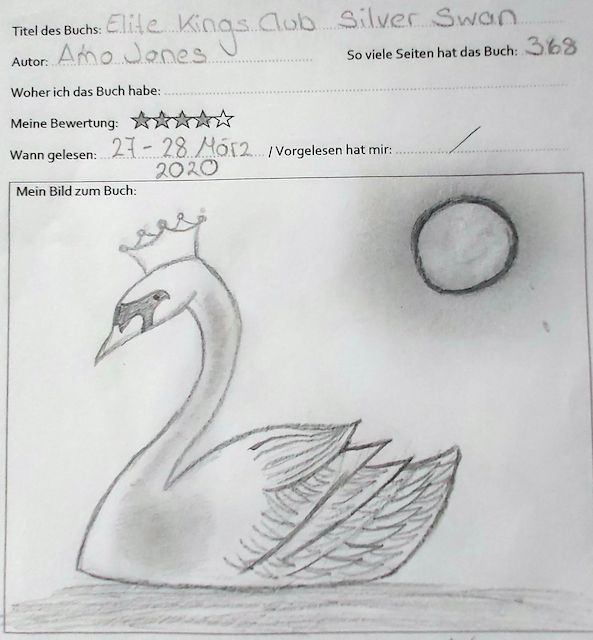 Titel des Buchs: Elite Kings Club Silver Swan
Autor: Amo Jones So viele Seiten hat das Buch: 368
Woher ich das Buch habe:
Meine Bewertung:
Wann gelesen: 27 - 28 März / Vorgelesen hat mir: /
2020
Mein Bild zum Buch: